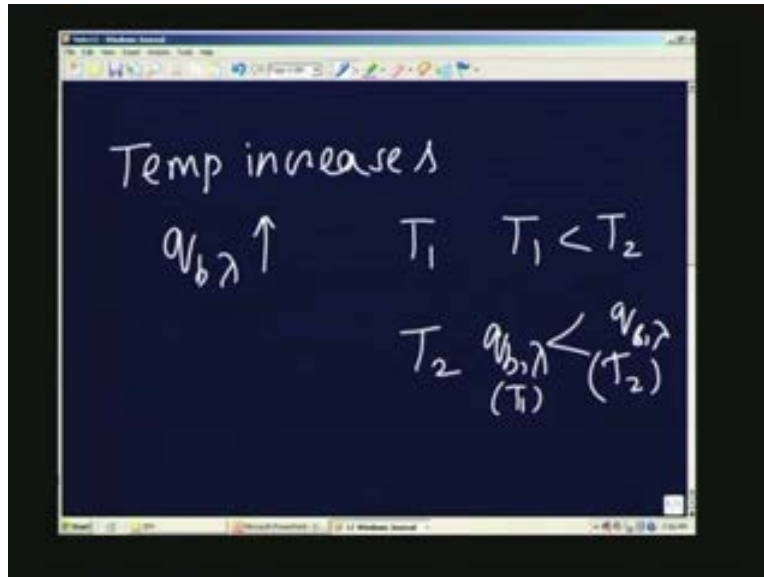 Temp increases
q_bλ ↑ T₁ T₁ < T₂
T₂ q_b,λ (T₁) < q_b,λ (T₂)